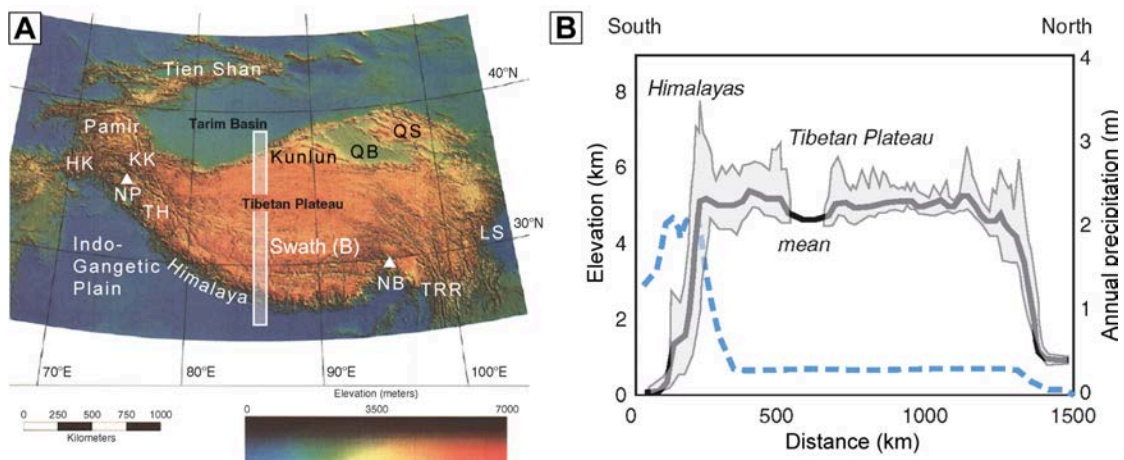 A
Tien Shan
40°N
Pamir
Tarim Basin
QS
HK
KK
Kunlun
QB
NP
TH
Tibetan Plateau
30°N
LS
Indo-
Gangetic
Plain
Swath (B)
Himalaya
NB
TRR
70°E
80°E
90°E
100°E
Elevation (meters)
0
3500
7000
0
250
500
750
1000
Kilometers
B
South
North
8
6
4
2
0
Elevation (km)
Himalayas
Tibetan Plateau
mean
4
3
2
1
0
Annual precipitation (m)
0
500
1000
1500
Distance (km)